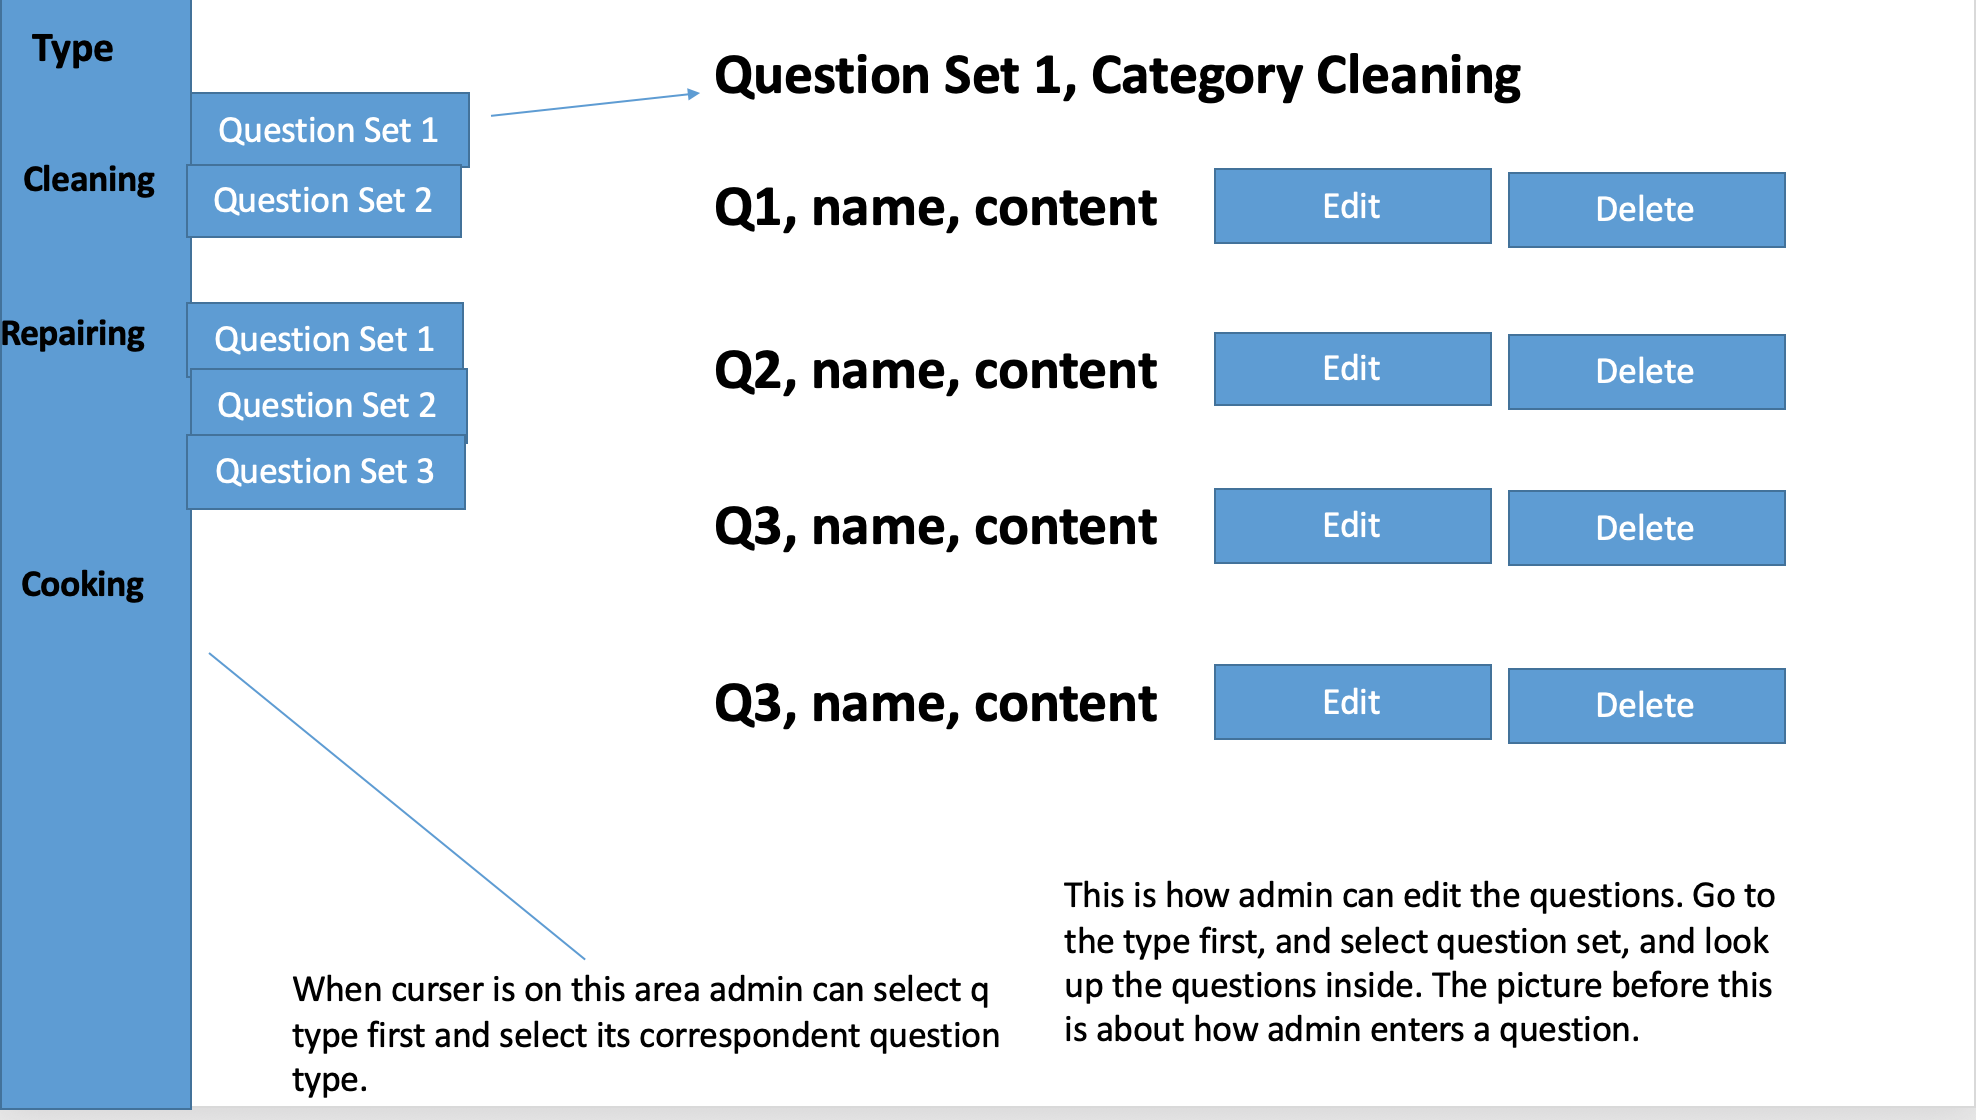 Type
Cleaning
Question Set 1
Question Set 2
Repairing
Question Set 1
Question Set 2
Question Set 3
Cooking
Question Set 1, Category Cleaning
Q1, name, content
Edit
Delete
Q2, name, content
Edit
Delete
Q3, name, content
Edit
Delete
Q3, name, content
Edit
Delete
When curser is on this area admin can select q
type first and select its correspondent question
type.
This is how admin can edit the questions. Go to
the type first, and select question set, and look
up the questions inside. The picture before this
is about how admin enters a question.